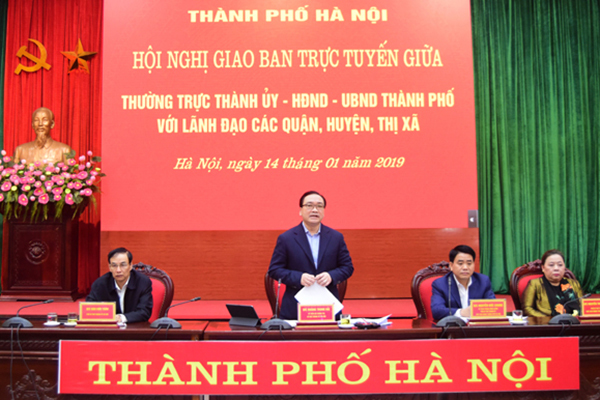 THÀNH PHỐ HÀ NỘI
HỘI NGHỊ GIAO BAN TRỰC TUYẾN GIỮA
THƯỜNG TRỰC THÀNH ỦY - HĐND - UBND THÀNH PHỐ
VỚI LÃNH ĐẠO CÁC QUẬN, HUYỆN, THỊ XÃ
Hà Nội, ngày 14 tháng 01 năm 2019
THÀNH PHỐ HÀ NỘI